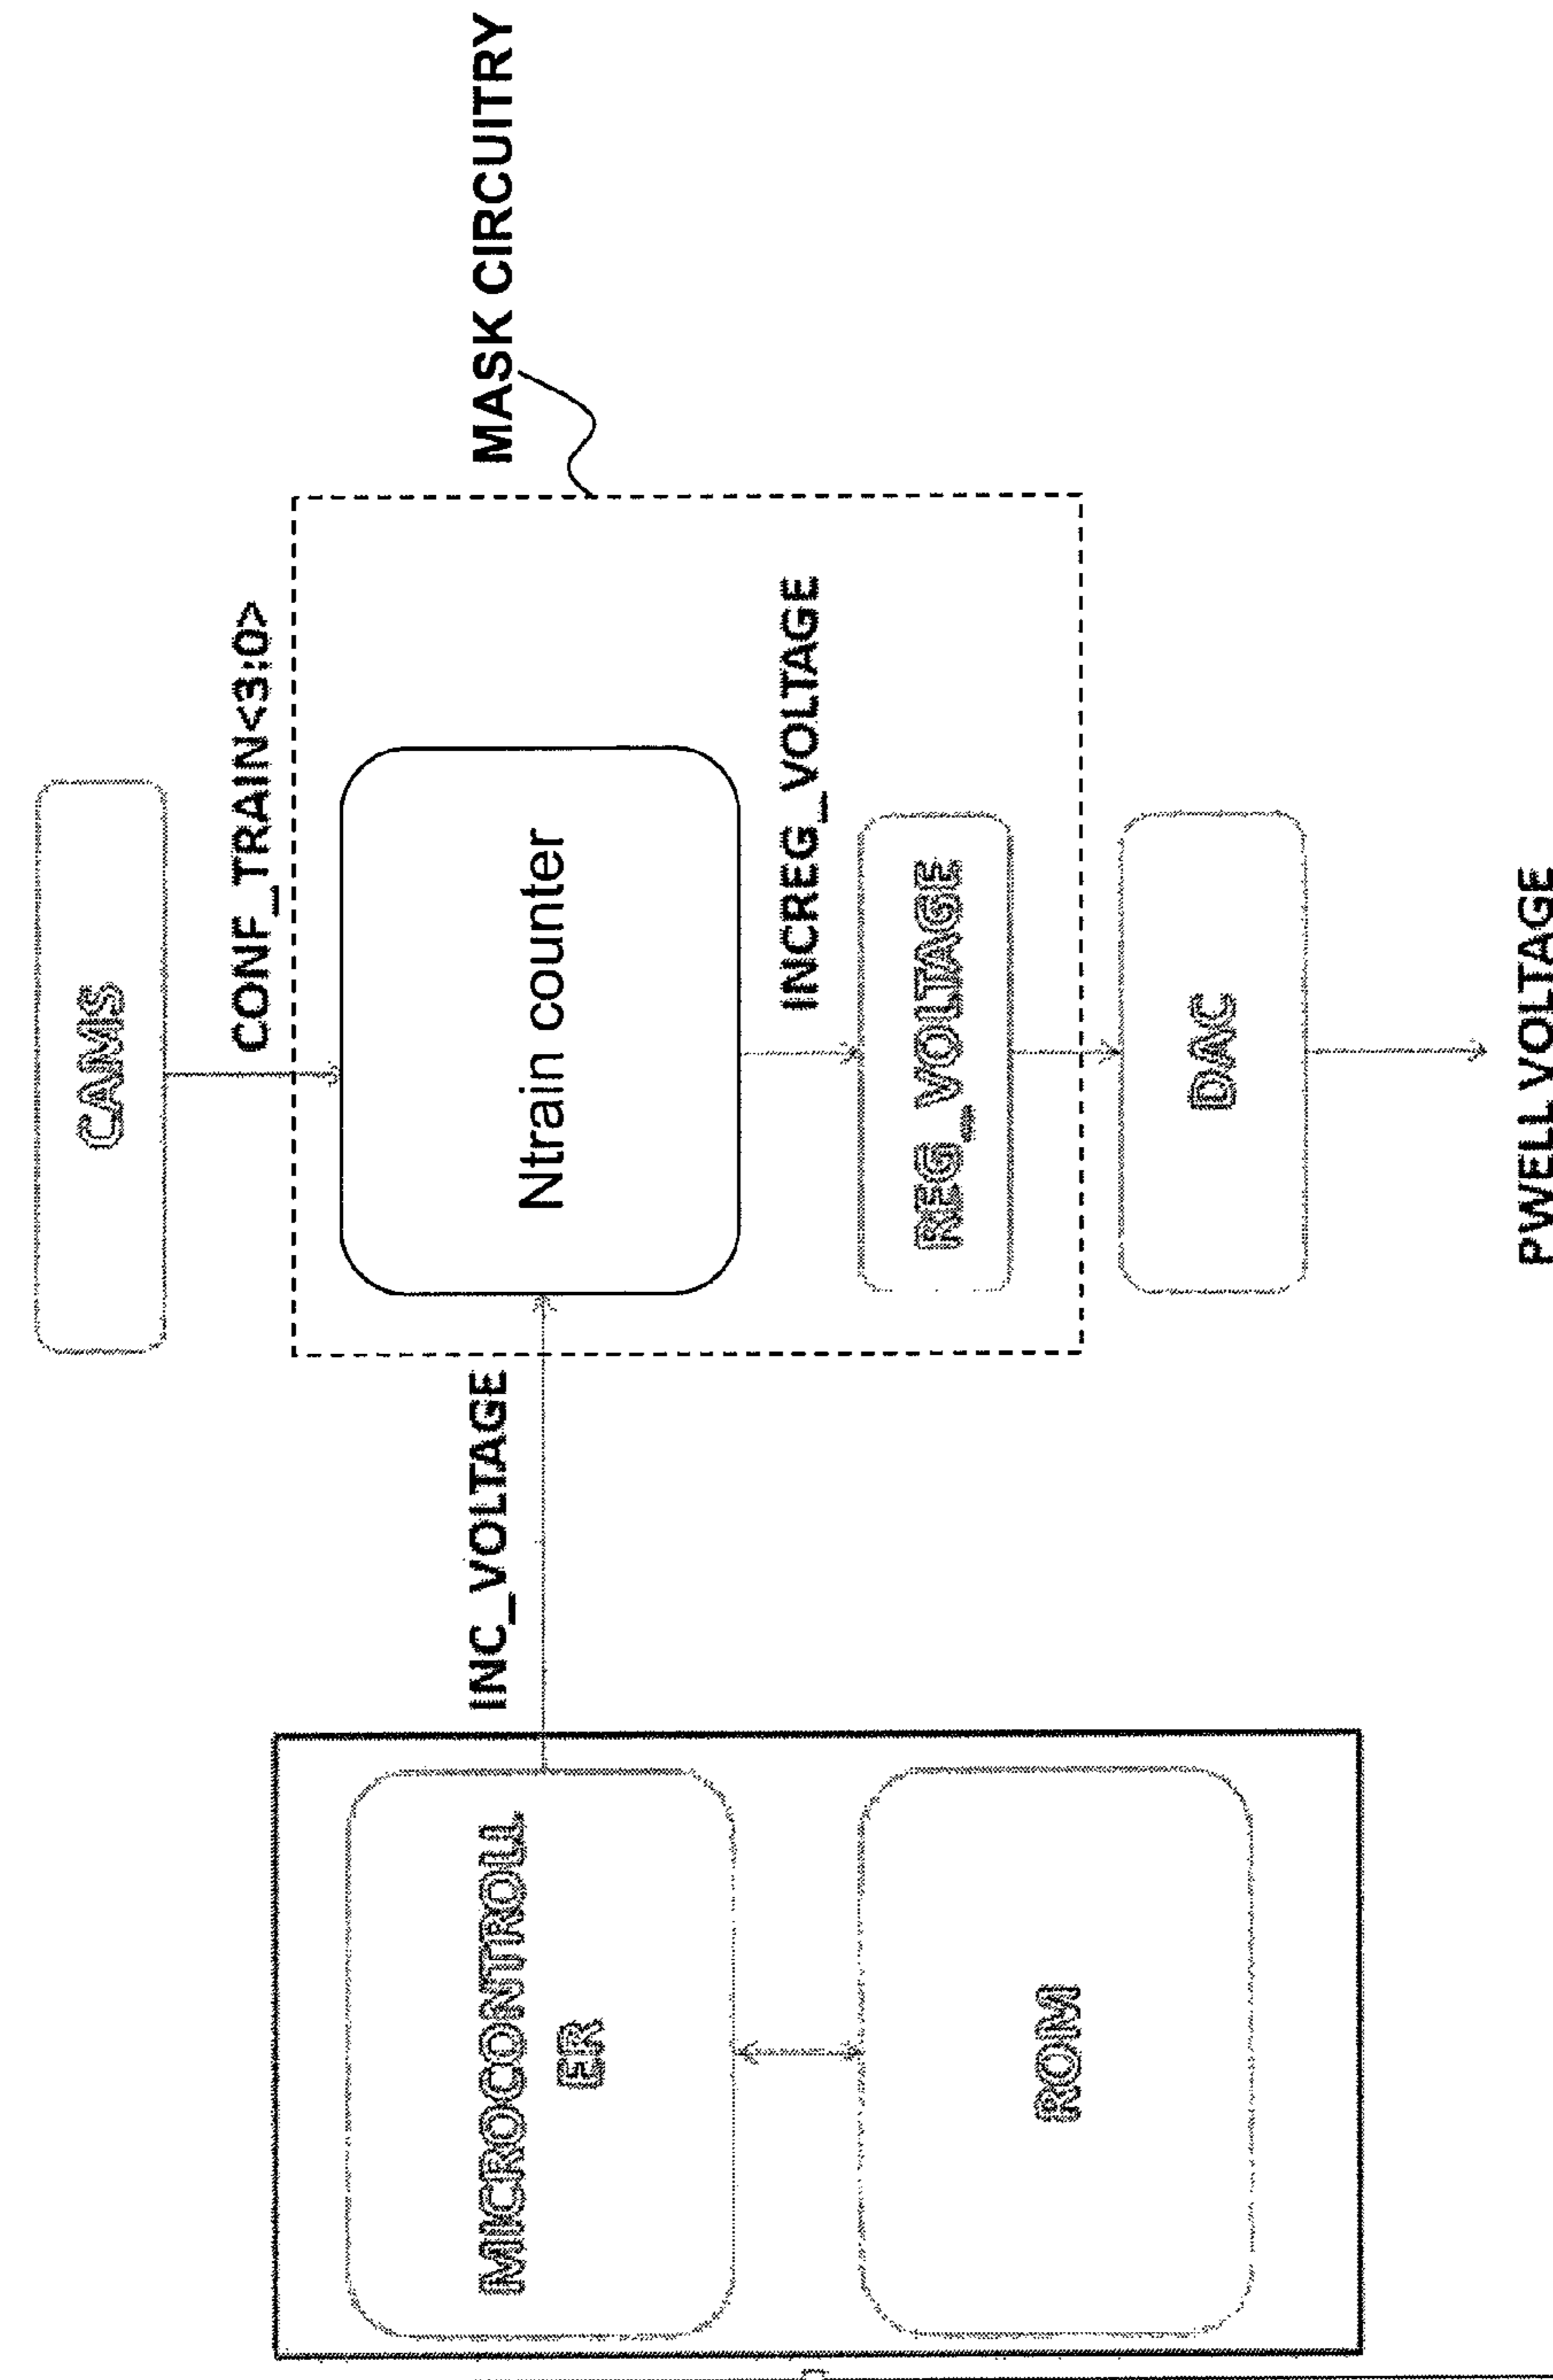 CAMS
CONF_TRAIN<3:0>
MASK CIRCUITRY
INC_VOLTAGE
MICROCONTROLL
ER
Ntrain counter
INCREG_VOLTAGE
REG_VOLTAGE
ROM
DAC
PWELL VOLTAGE